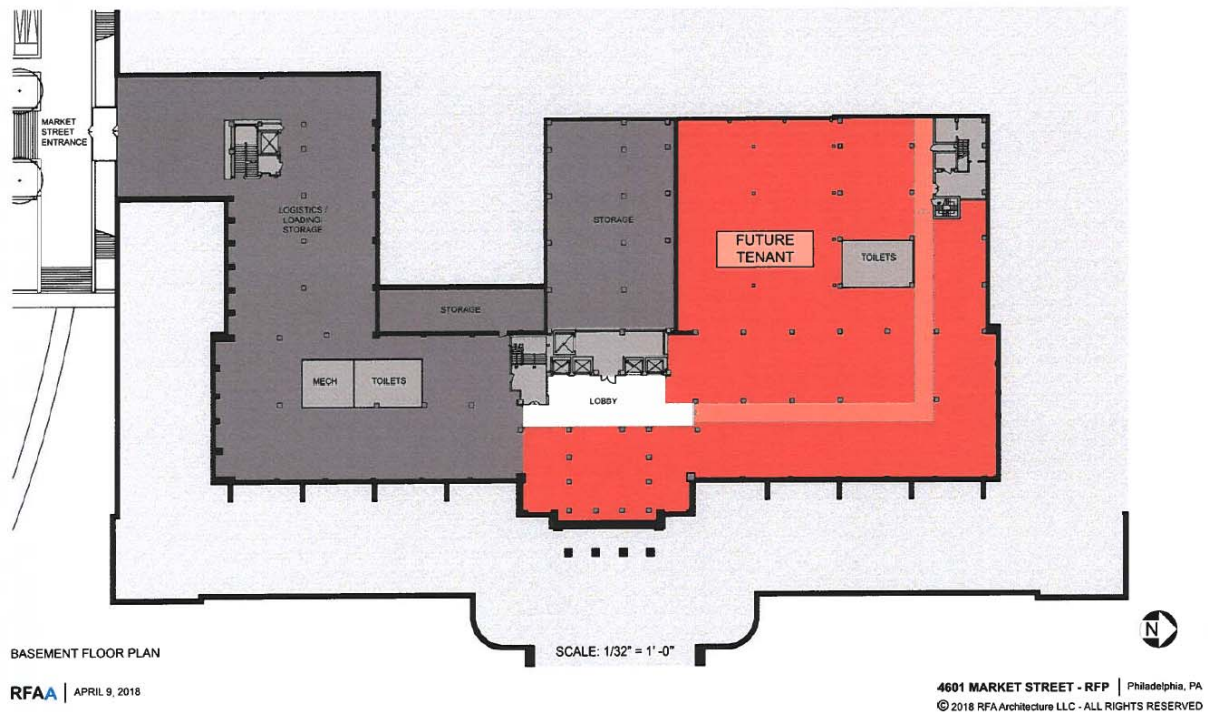 MARKET
STREET
ENTRANCE
LOGISTICS /
LOADING/
STORAGE
STORAGE
FUTURE
TENANT
TOILETS
STORAGE
MECH
TOILETS
LOBBY
N
BASEMENT FLOOR PLAN
SCALE: 1/32" = 1' -0"
RFAA | APRIL 9, 2018
4601 MARKET STREET - RFP | Philadelphia, PA
© 2018 RFA Architecture LLC - ALL RIGHTS RESERVED